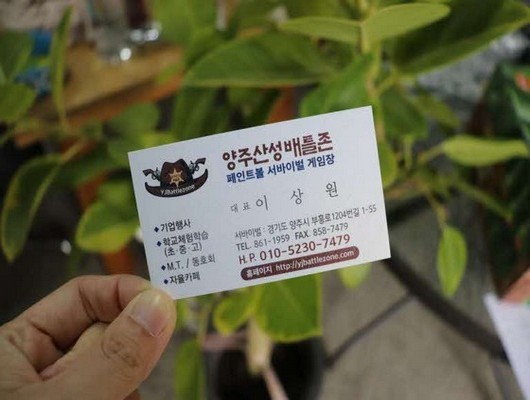 양주산성배틀존
페인트볼 서바이벌 게임장
YJBattlezone
대표 이 상 원
◆ 기업행사
◆ 학교체험학습
(초·중·고)
◆ M.T / 동호회
◆ 자율카페
서바이벌 : 경기도 양주시 부흥로1204번길 1-55
TEL. 861-1959 FAX. 858-7479
H.P. 010-5230-7479
홈페이지 http://yjbattlezone.com